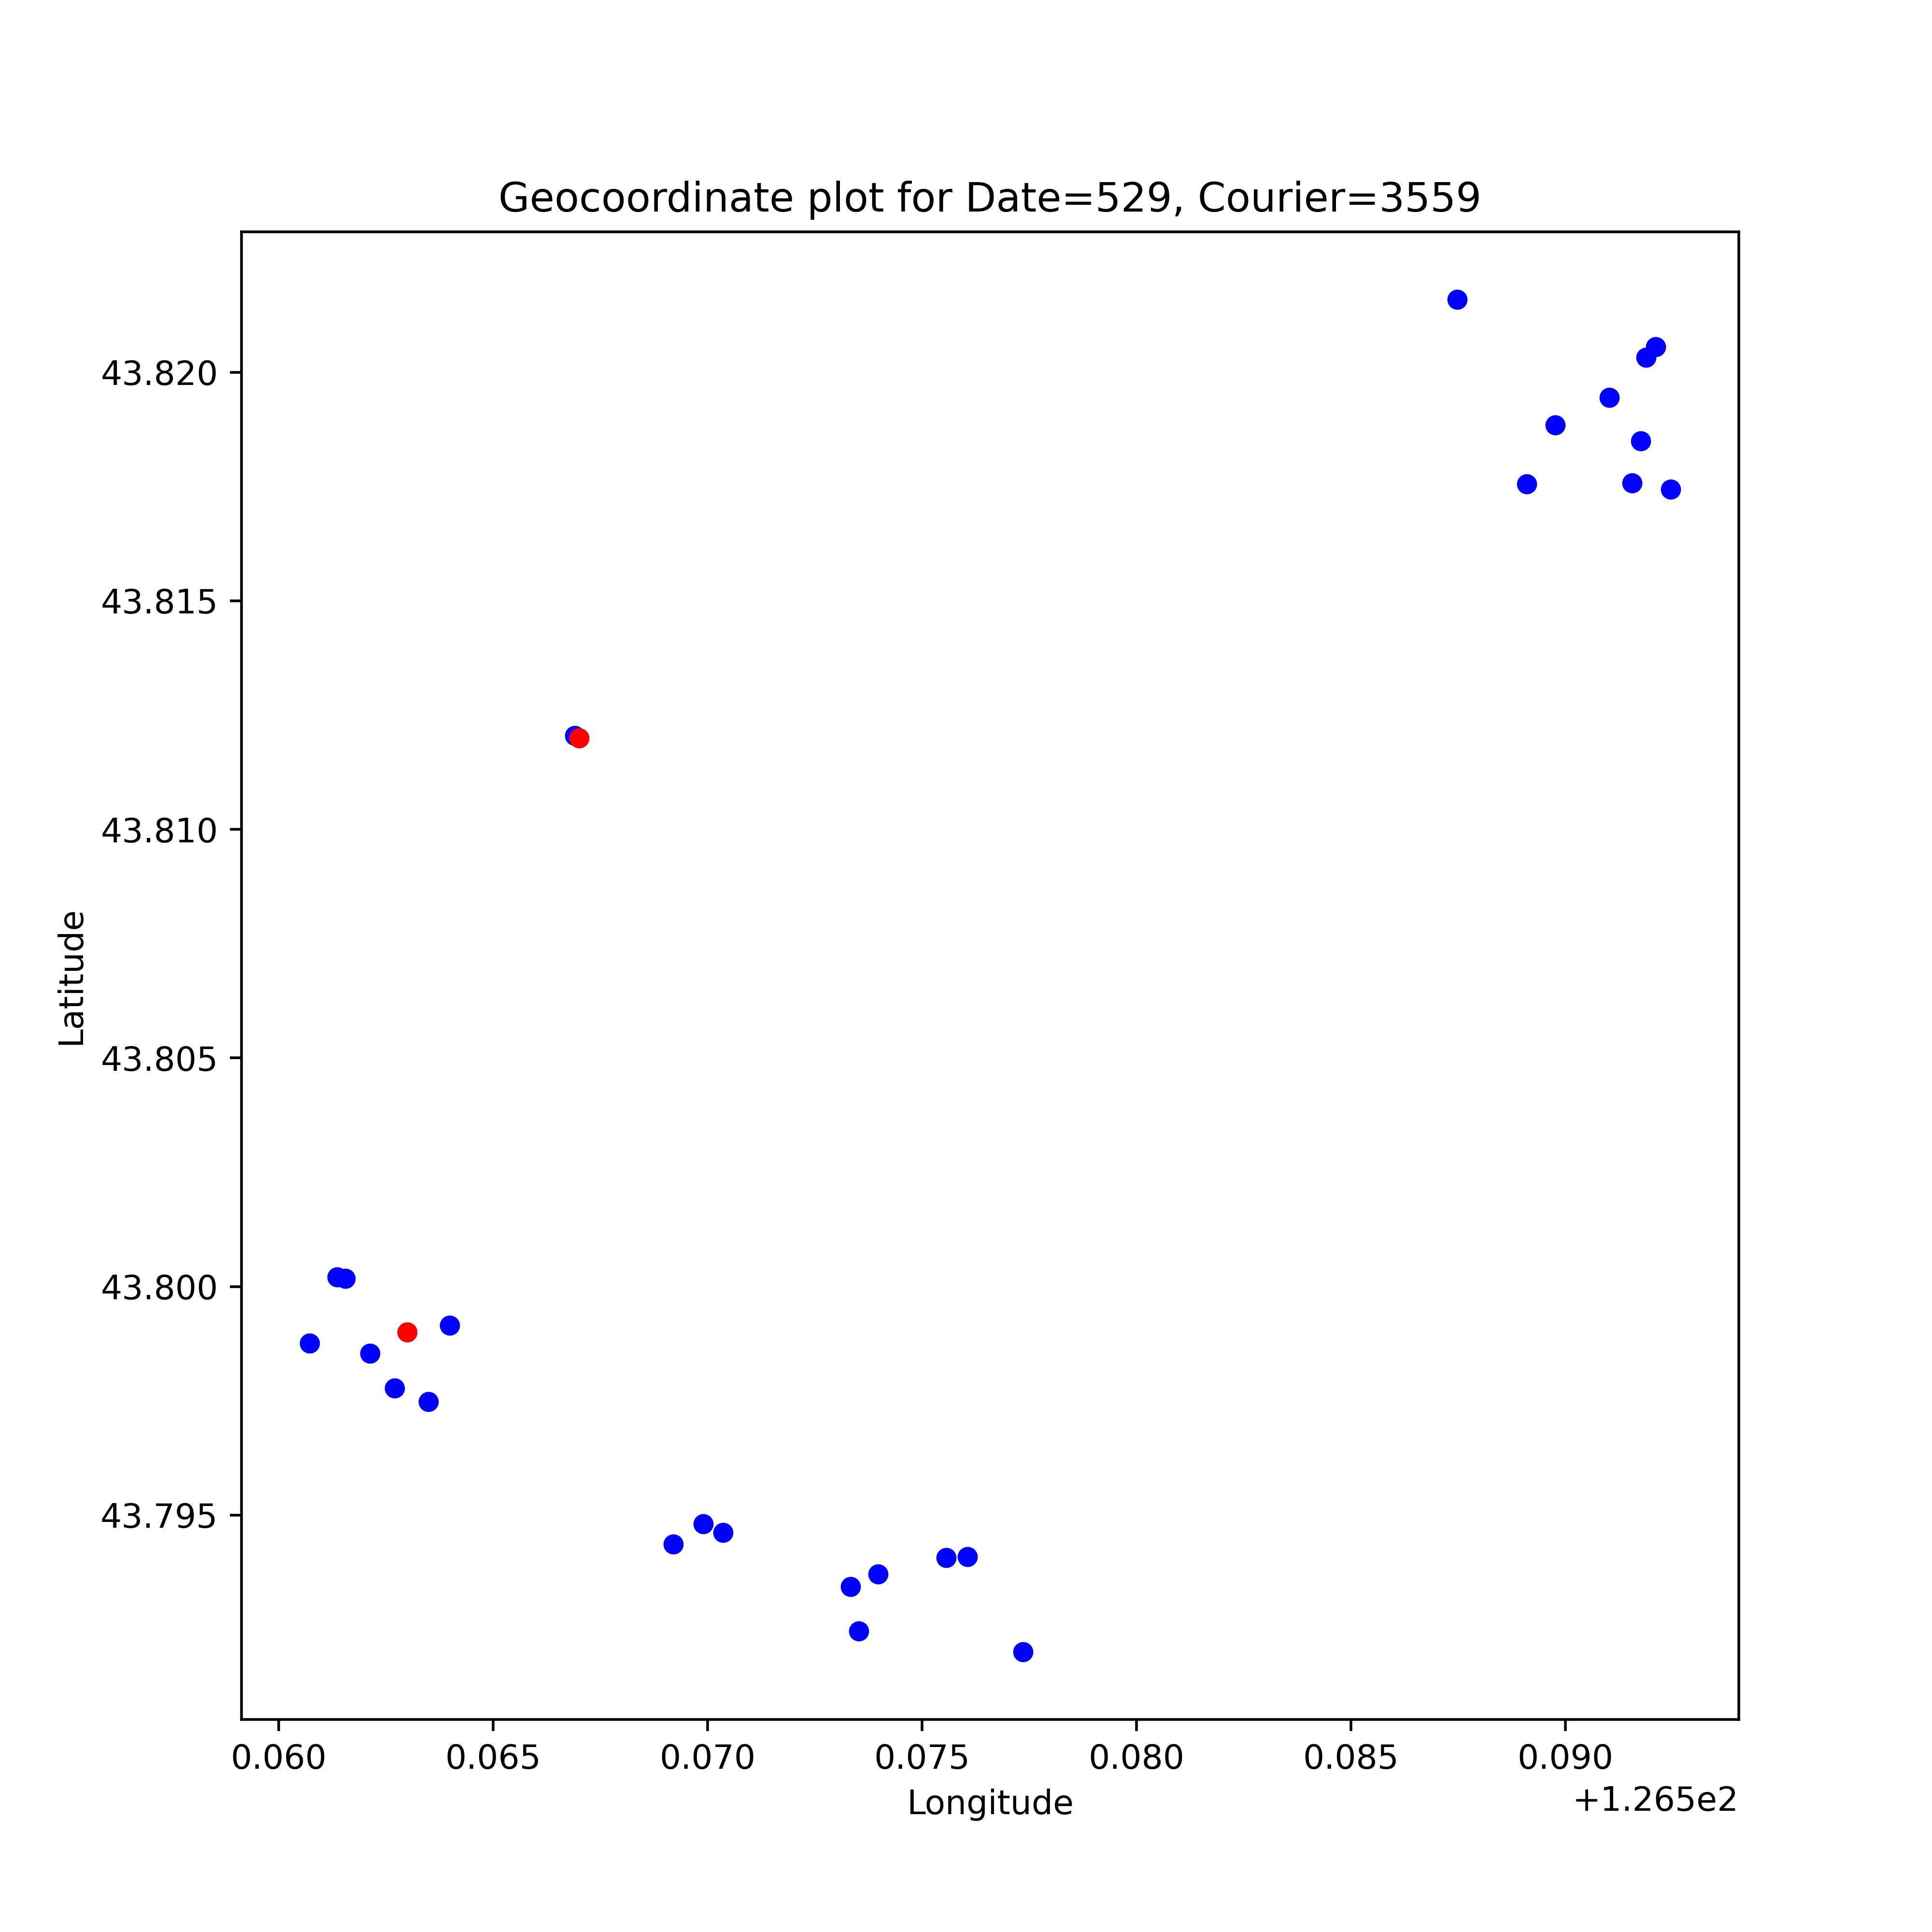 Geocoordinate plot for Date=529, Courier=3559
43.820
43.815
43.810
43.805
43.800
43.795
Latitude
0.060 0.065 0.070 0.075 0.080 0.085 0.090
+1.265e2
Longitude